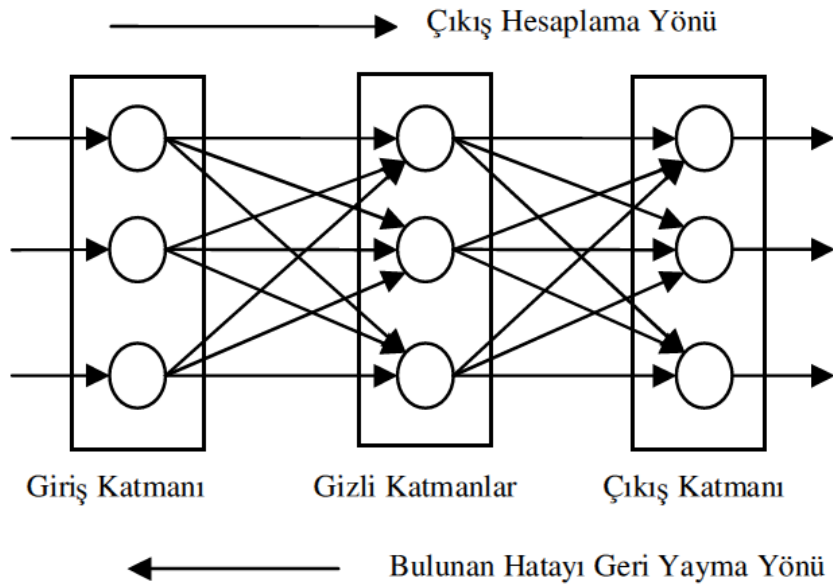 Çıkış Hesaplama Yönü
Giriş Katmanı
Gizli Katmanlar
Çıkış Katmanı
Bulunan Hatayı Geri Yayma Yönü